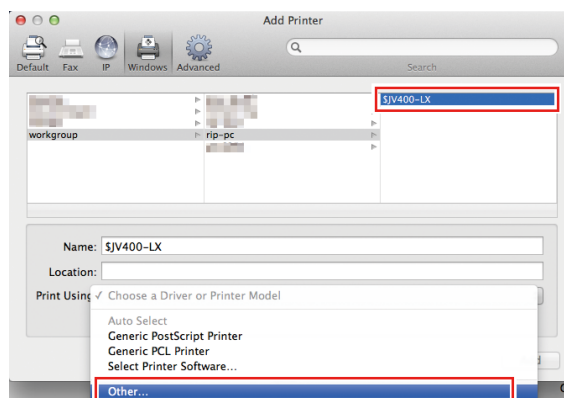 Add Printer
Default Fax IP Windows Advanced Search
$JV400-LX
workgroup rip-pc
Name: $JV400-LX
Location:
Print Using ✓ Choose a Driver or Printer Model
Auto Select
Generic PostScript Printer
Generic PCL Printer
Select Printer Software...
Other...